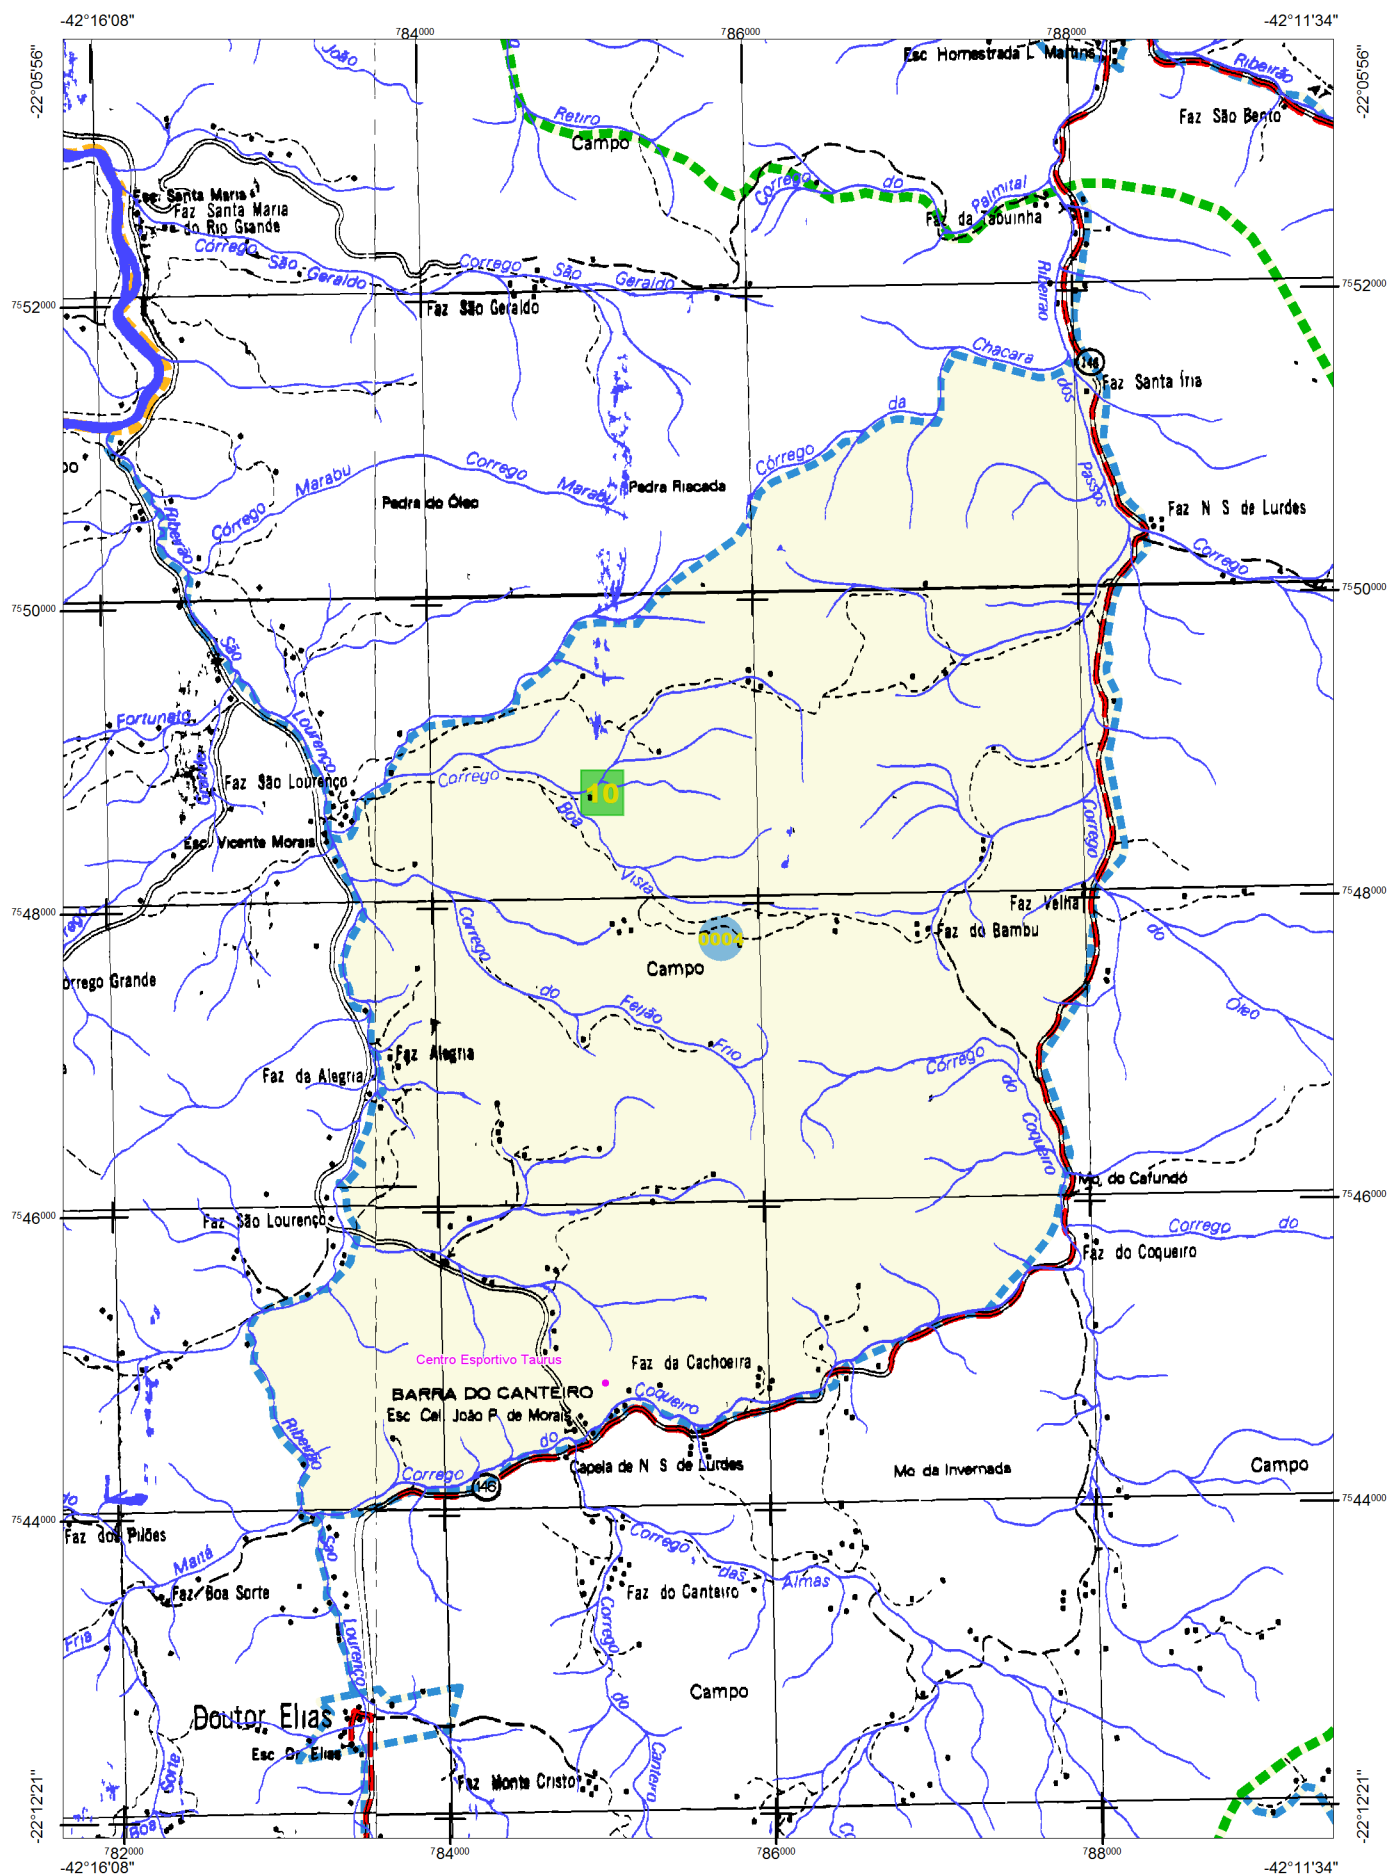 -42°16'08"
-42°11'34"
784000
786000
788000
-22°05'56"
-22°05'56"
João
Esc Homestrada L Martins
Ribeirão
Retiro
Campo
Faz São Bento
Esc. Santa Maria
Faz Santa Maria
do Rio Grande
Córrego do
Palmital
Faz da Tabuinha
Córrego São Geraldo
Córrego São Geraldo
Ribeirão
7552000
7552000
Faz São Geraldo
Chacara
148
Faz Santa Íria
dos
da
Córrego
Córrego Marabu
Córrego
Marabu
Pedra do Óleo
Pedra Riscada
Passos
Faz N S de Lurdes
Córrego
Ribeirão
7550000
7550000
São
Lourenço
Fortunato
Faz São Lourenço
Córrego
10
Boa
Vista
Córrego
Esc. Vicente Morais
7548000
7548000
Faz Velha
do
Córrego
0004
Faz do Bambu
Campo
do
Feijão
Frio
Óleo
Faz Alegria
Faz da Alegria
Córrego
do
Coqueiro
Mo. do Cafundó
7546000
7546000
Faz São Lourenço
Corrego do
Faz do Coqueiro
Centro Esportivo Taurus
Faz da Cachoeira
BARRA DO CANTEIRO
Coqueiro
Esc Cel. João P. de Morais
Ribeirão
do
Capela de N S de Lurdes
Mo da Invernada
Campo
Corrego
146
7544000
7544000
Faz dos Pilões
São
Maná
Corrego
das
Almas
Faz Boa Sorte
Faz do Canteiro
Fria
Lourenço
Corrego
do
Canteiro
Campo
Doutor Elias
Esc Dr Elias
Faz Monte Cristo
Sorte
Boa
-22°12'21"
-22°12'21"
782000
784000
786000
788000
-42°16'08"
-42°11'34"